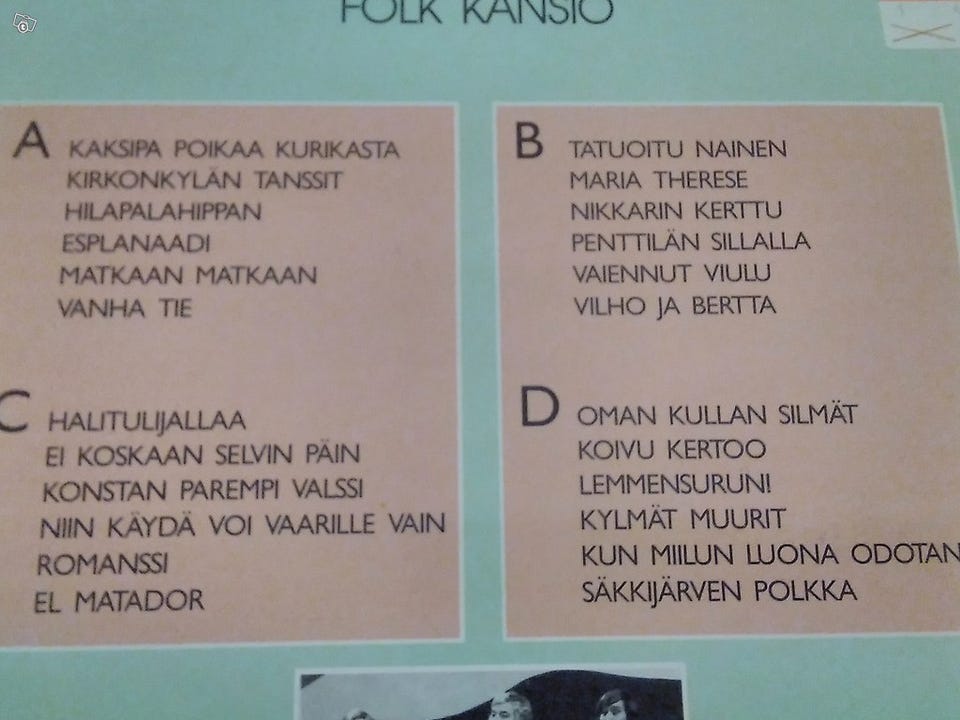 FOLK KANSIO
A
KAKSIPA POIKAA KURIKASTA
KIRKONKYLÄN TANSSIT
HILAPALAHIPPAN
ESPLANAADI
MATKAAN MATKAAN
VANHA TIE
B
TATUOITU NAINEN
MARIA THERESE
NIKKARIN KERTTU
PENTTILÄN SILLALLA
VAIENNUT VIULU
VILHO JA BERTTA
C
HALITULIJALLAA
EI KOSKAAN SELVIN PÄIN
KONSTAN PAREMPI VALSSI
NIIN KÄYDÄ VOI VAARILLE VAIN
ROMANSSI
EL MATADOR
D
OMAN KULLAN SILMÄT
KOIVU KERTOO
LEMMENSURUNI
KYLMÄT MUURIT
KUN MIILUN LUONA ODOTAN
SÄKKIJÄRVEN POLKKA